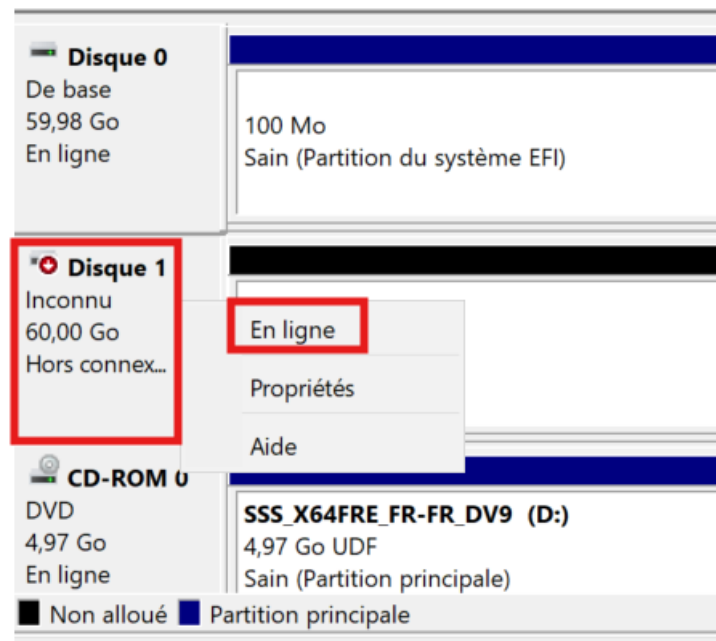 Disque 0
De base
59,98 Go
En ligne
100 Mo
Sain (Partition du système EFI)
Disque 1
Inconnu
60,00 Go
Hors connex...
En ligne
Propriétés
Aide
CD-ROM 0
DVD
4,97 Go
En ligne
SSS_X64FRE_FR-FR_DV9 (D:)
4,97 Go UDF
Sain (Partition principale)
Non alloué Partition principale